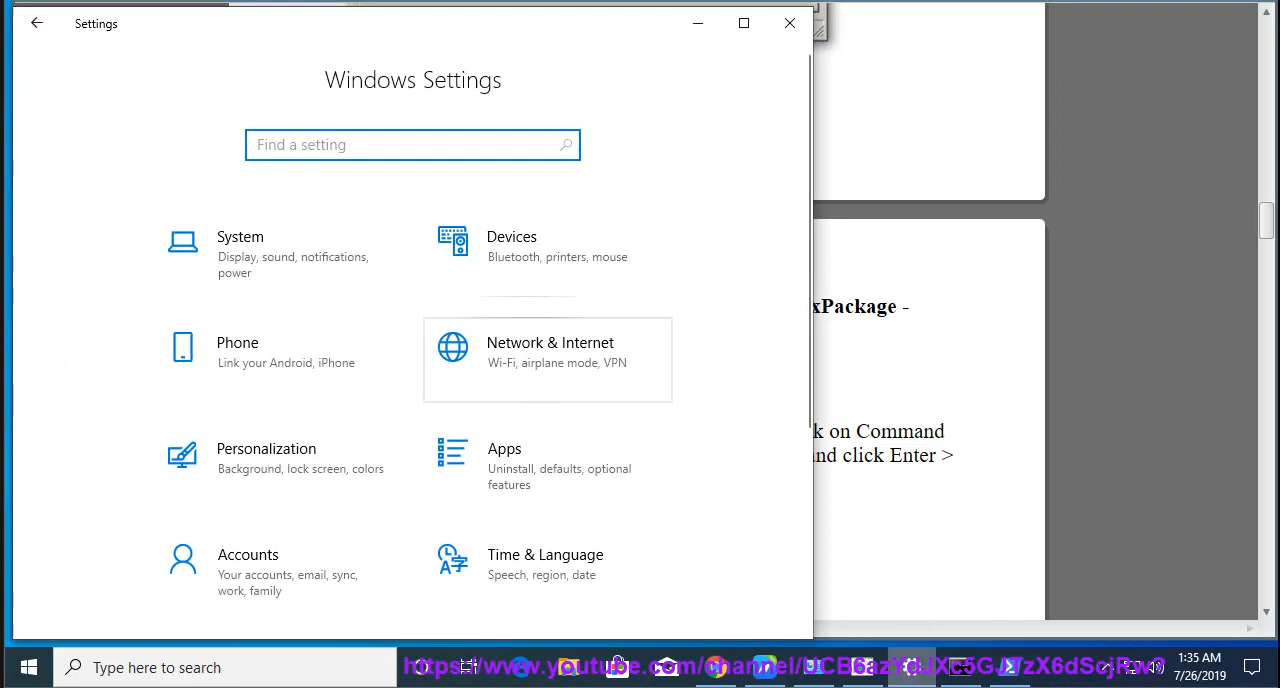 Settings
Windows Settings
Find a setting
System
Display, sound, notifications,
power
Devices
Bluetooth, printers, mouse
Phone
Link your Android, iPhone
Network & Internet
Wi-Fi, airplane mode, VPN
Personalization
Background, lock screen, colors
Apps
Uninstall, defaults, optional
features
Accounts
Your accounts, email, sync,
work, family
Time & Language
Speech, region, date
xPackage -
k on Command
nd click Enter >
Type here to search
1:35 AM
7/26/2019